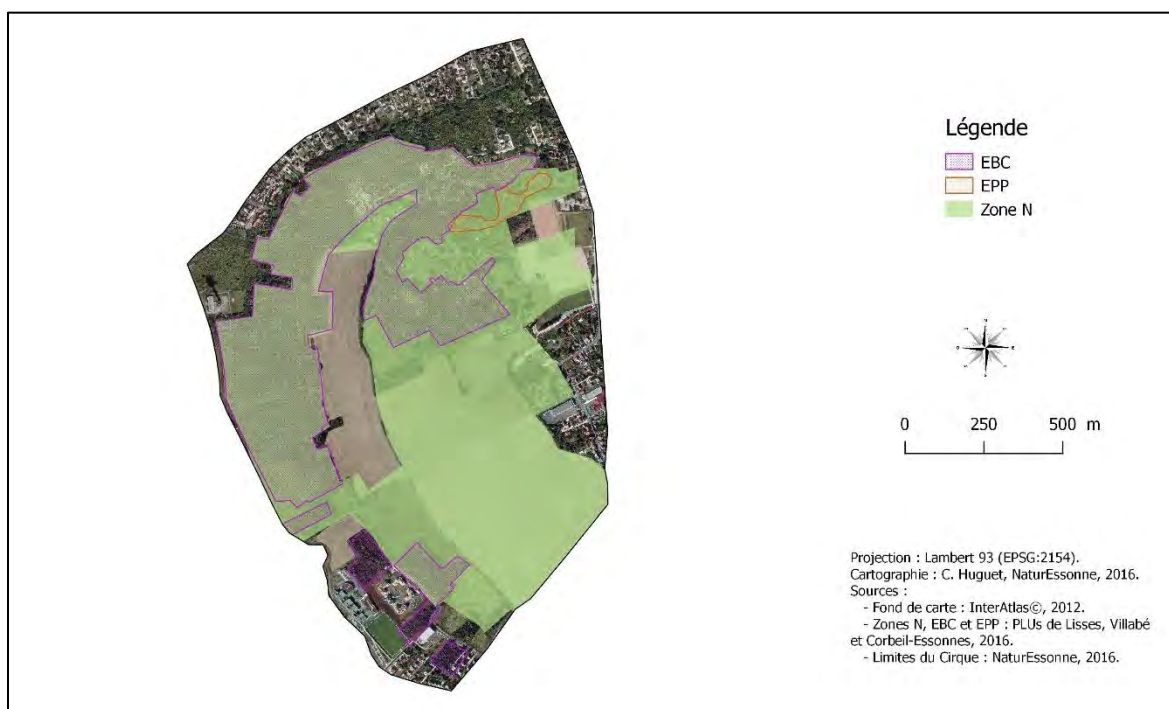 Légende
EBC
EPP
Zone N
0 250 500 m
Projection : Lambert 93 (EPSG:2154).
Cartographie : C. Huguet, NaturEssonne, 2016.
Sources :
- Fond de carte : InterAtlas©, 2012.
- Zones N, EBC et EPP : PLUs de Lisses, Villabé
et Corbeil-Essonnes, 2016.
- Limites du Cirque : NaturEssonne, 2016.